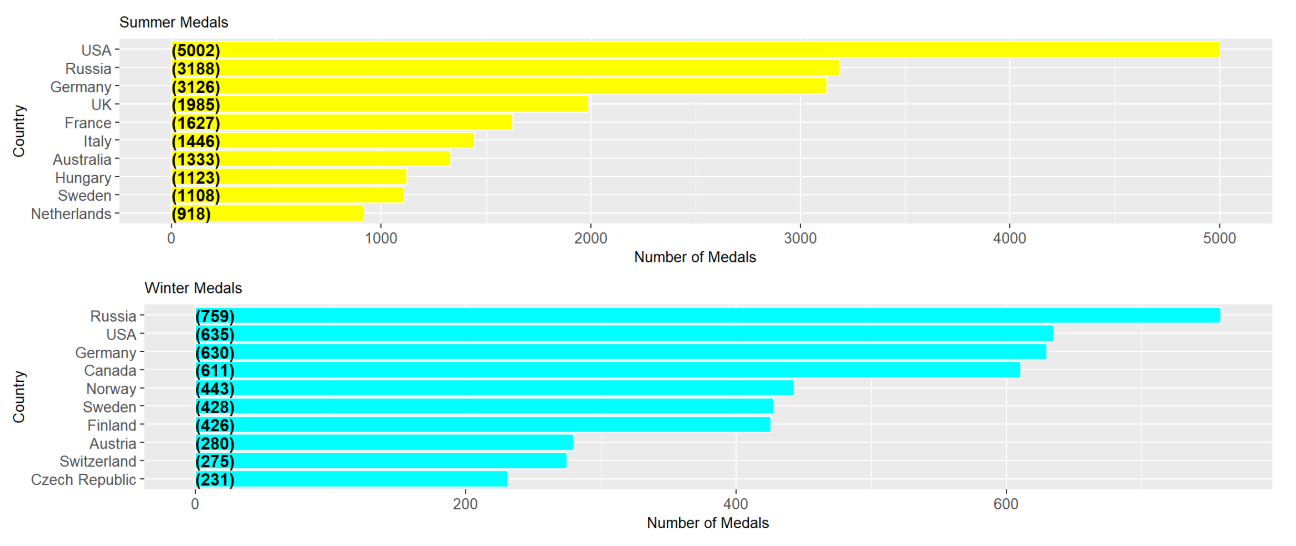 Summer Medals
Country
USA (5002)
Russia (3188)
Germany (3126)
UK (1985)
France (1627)
Italy (1446)
Australia (1333)
Hungary (1123)
Sweden (1108)
Netherlands (918)
0 1000 2000 3000 4000 5000
Number of Medals
Winter Medals
Country
Russia (759)
USA (635)
Germany (630)
Canada (611)
Norway (443)
Sweden (428)
Finland (426)
Austria (280)
Switzerland (275)
Czech Republic (231)
0 200 400 600
Number of Medals